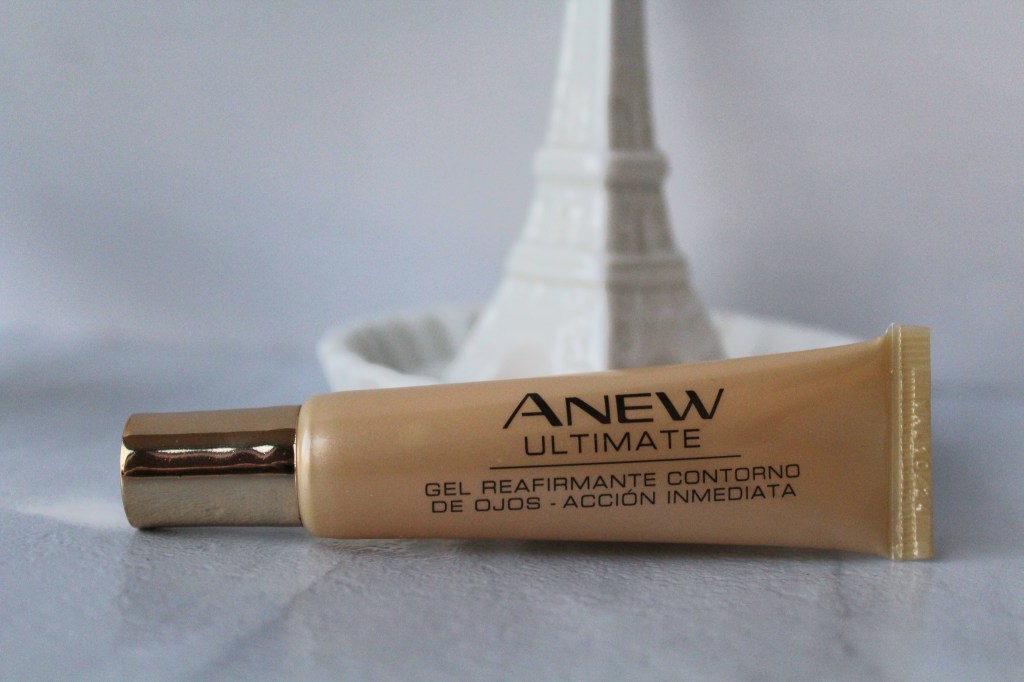 ANEW
ULTIMATE
GEL REAFIRMANTE CONTORNO
DE OJOS - ACCIÓN INMEDIATA